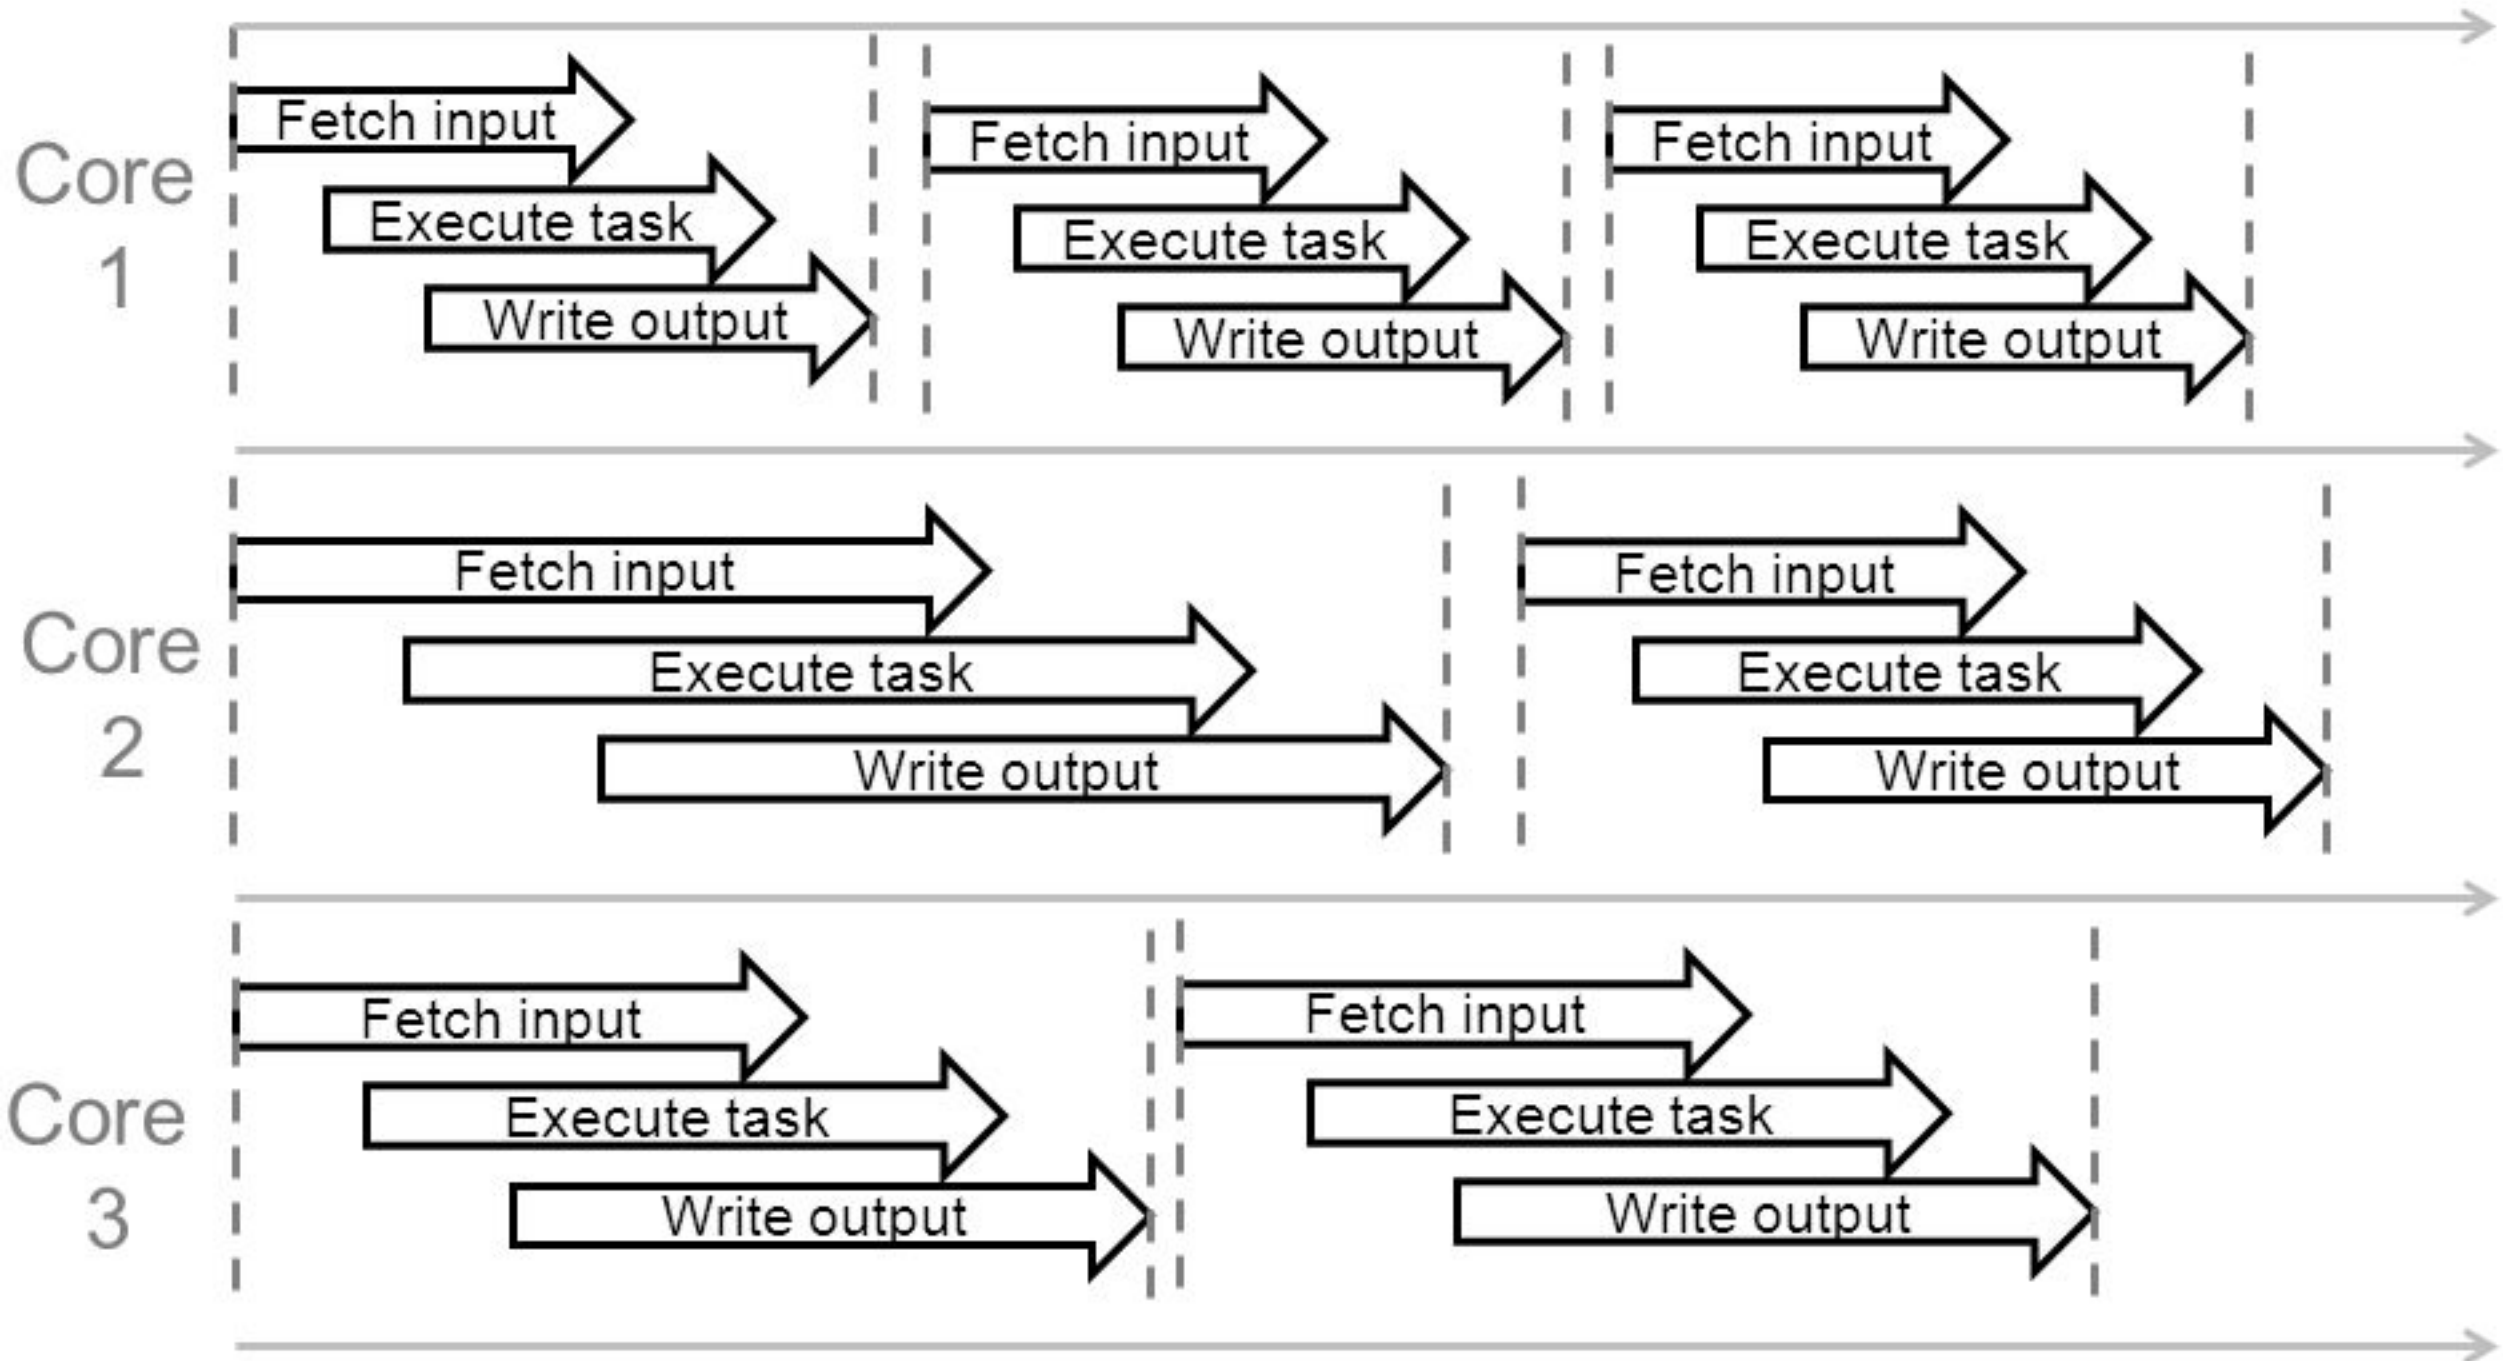 Core
1
Fetch input
Execute task
Write output
Fetch input
Execute task
Write output
Fetch input
Execute task
Write output
Core
2
Fetch input
Execute task
Write output
Fetch input
Execute task
Write output
Core
3
Fetch input
Execute task
Write output
Fetch input
Execute task
Write output